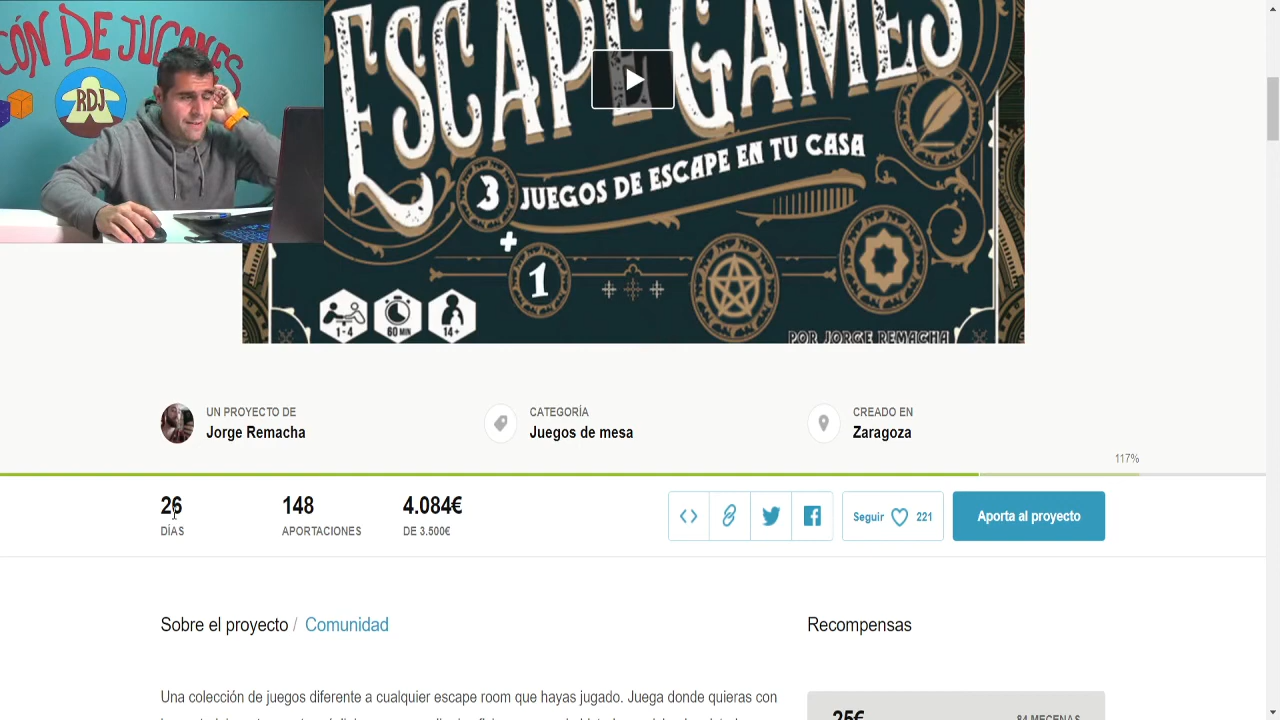 CÓN DE JUGONES
RDJ
ESCAPE GAMES
3 JUEGOS DE ESCAPE EN TU CASA
+
1
1-4
60 MIN
14+
POR JORGE REMACHA
UN PROYECTO DE
Jorge Remacha
CATEGORÍA
Juegos de mesa
CREADO EN
Zaragoza
117%
26
DÍAS
148
APORTACIONES
4.084€
DE 3.500€
Seguir
221
Aporta al proyecto
Sobre el proyecto / Comunidad
Recompensas
Una colección de juegos diferente a cualquier escape room que hayas jugado. Juega donde quieras con
25€
84 MECENAS